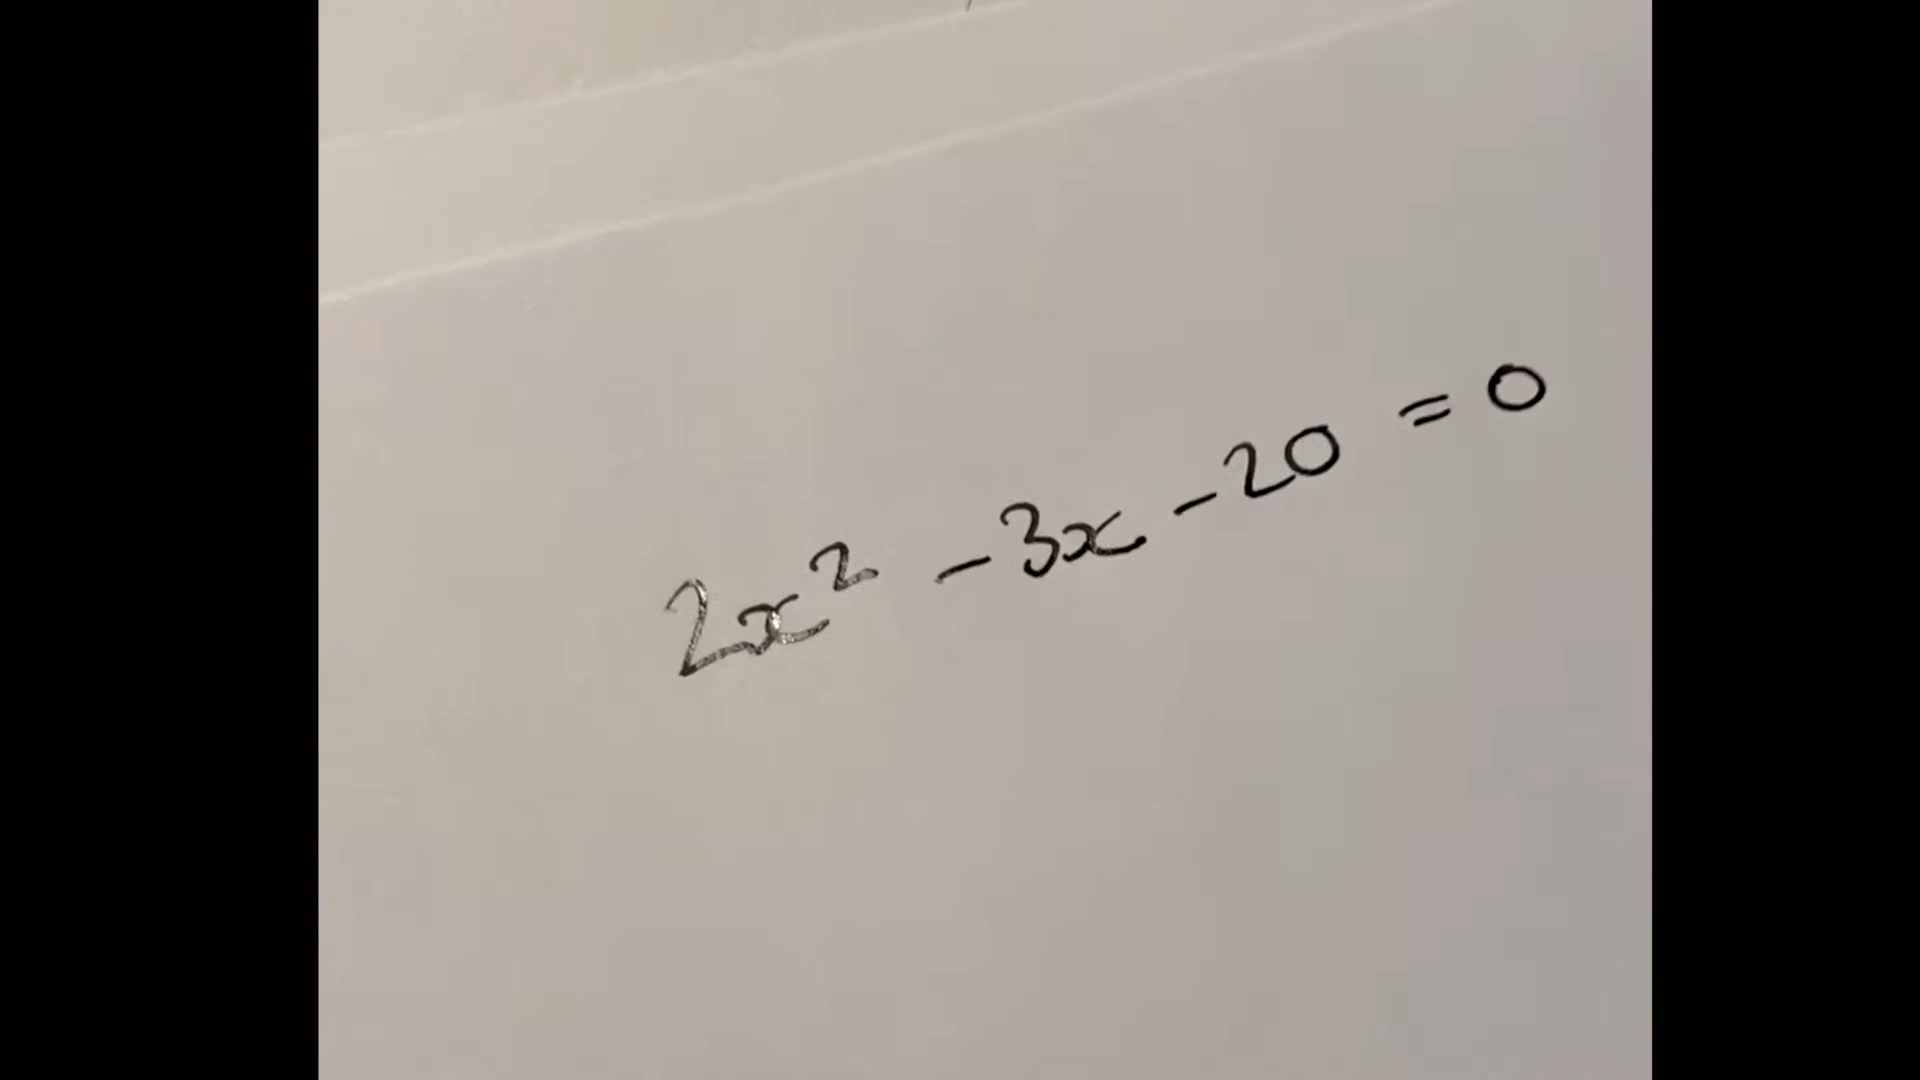 2x² - 3x - 20 = 0